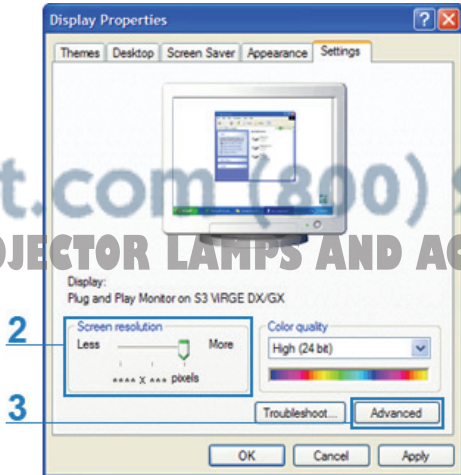 Display Properties
Themes Desktop Screen Saver Appearance Settings
t.com (800)
OJECTOR LAMPS AND AC
Display:
Plug and Play Monitor on S3 VIRGE DX/GX
2
Screen resolution
Less More
**** X *** pixels
Color quality
High (24 bit)
3
Troubleshoot... Advanced
OK Cancel Apply